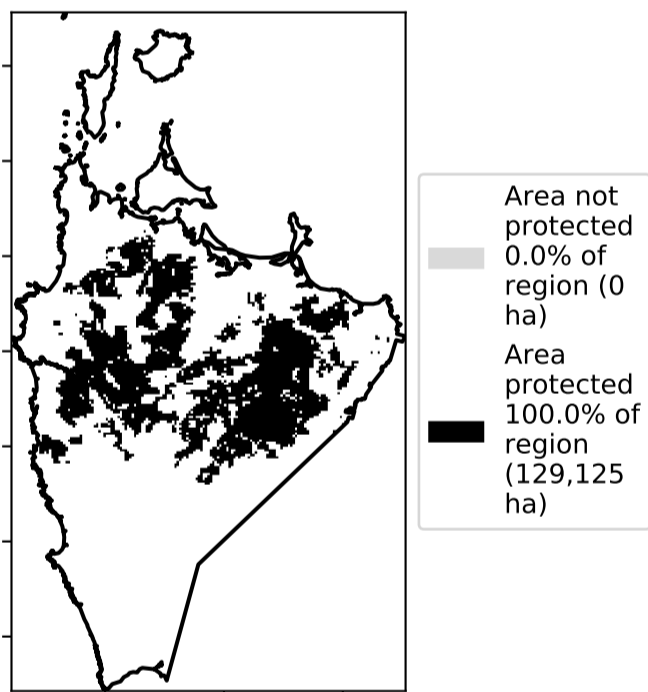 Area not
protected
0.0% of
region (0
ha)
Area
protected
100.0% of
region
(129,125
ha)